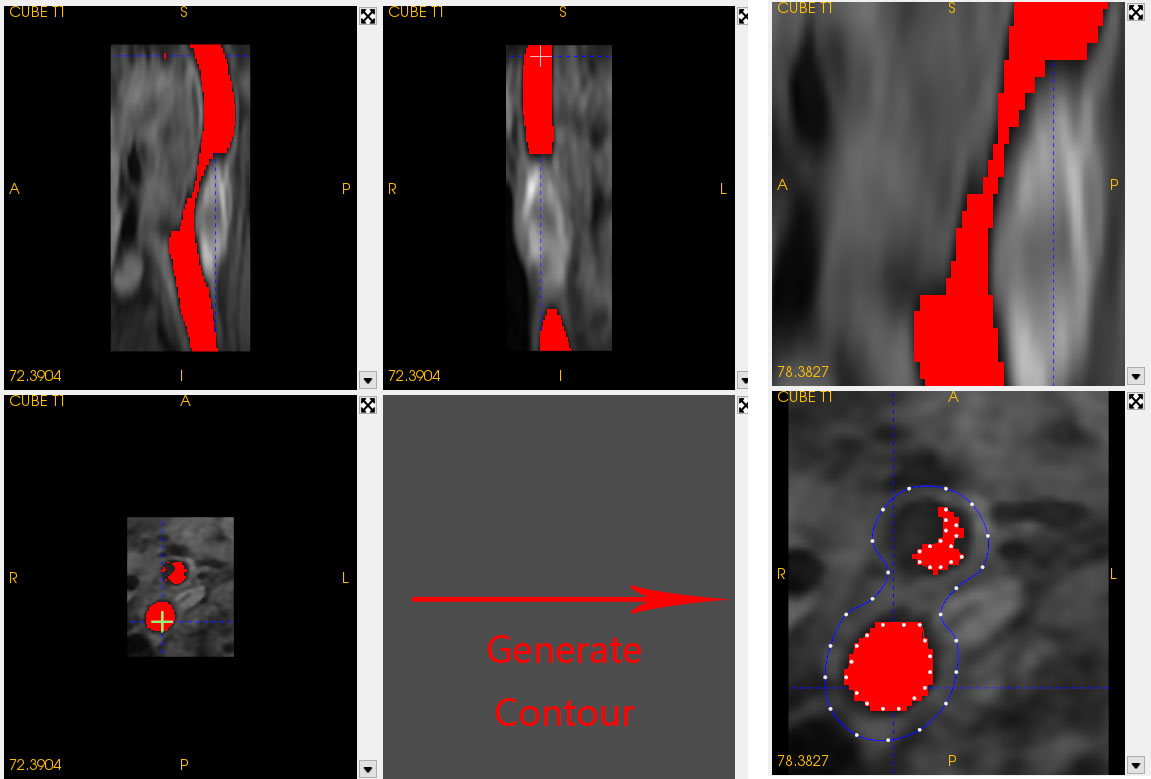 CUBE T1
S
A
P
72.3904
I
CUBE T1
S
R
L
72.3904
I
CUBE T1
S
A
P
78.3827
CUBE T1
A
R
L
72.3904
P
Generate
Contour
CUBE T1
A
R
L
78.3827
P